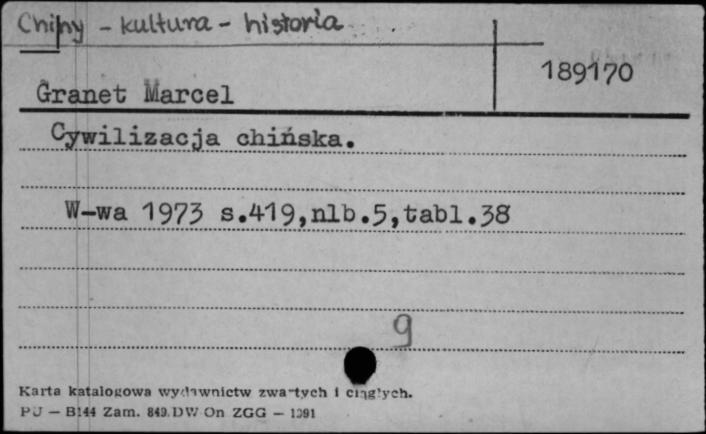 Chiny - kultura - historia
189170
Granet Marcel
Cywilizacja chińska.
W-wa 1973 s.419,nlb.5,tabl.38
9
Karta katalogowa wydawnictw zwartych i ciągłych.
PU — B144 Zam. 849.DW On ZGG — 1391